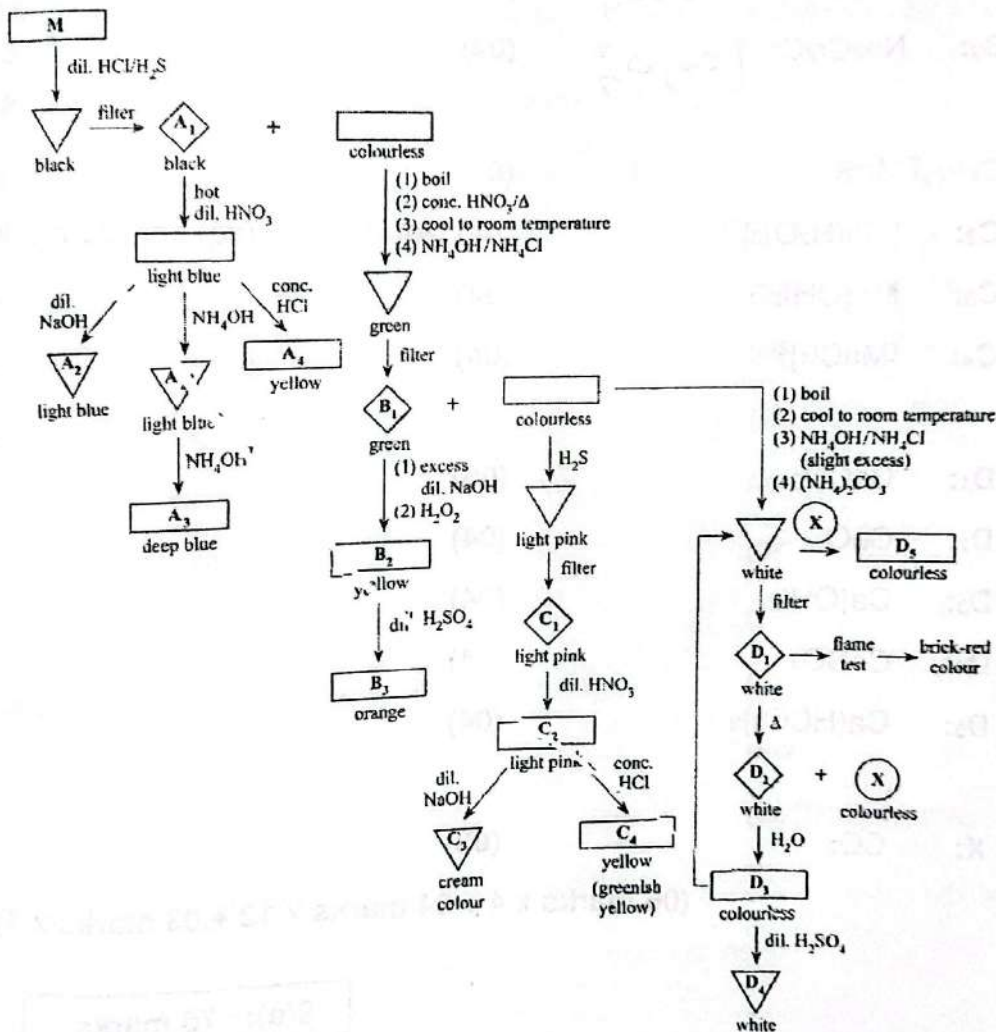 M
dil. HCl/H₂S
filter
A₁
+
black
black
colourless
hot
dil. HNO₃
(1) boil
(2) conc. HNO₃/Δ
(3) cool to room temperature
(4) NH₄OH/NH₄Cl
light blue
dil.
NaOH
NH₄OH
conc.
HCl
green
A₂
A₄
filter
light blue
light blue
yellow
B₁
+
green
colourless
(1) boil
(2) cool to room temperature
(3) NH₄OH/NH₄Cl
(slight excess)
(4) (NH₄)₂CO₃
NH₄OH
(1) excess
dil. NaOH
(2) H₂O₂
H₂S
A₃
deep blue
light pink
X
D₅
white
colourless
B₂
yellow
filter
filter
dil. H₂SO₄
C₁
light pink
D₁
flame
test
brick-red
colour
white
B₃
orange
dil. HNO₃
Δ
C₂
light pink
D₂
+
X
white
colourless
dil.
NaOH
conc.
HCl
H₂O
C₃
cream
colour
C₄
yellow
(greenish
yellow)
D₃
colourless
dil. H₂SO₄
D₄
white